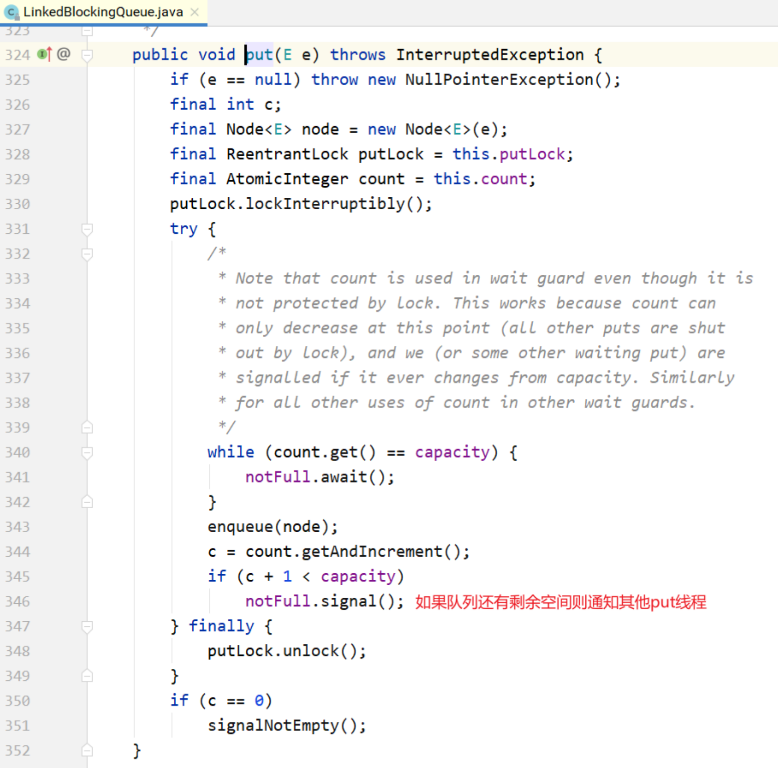 LinkedBlockingQueue.java
323 */
324 @ public void put(E e) throws InterruptedException {
325 if (e == null) throw new NullPointerException();
326 final int c;
327 final Node<E> node = new Node<E>(e);
328 final ReentrantLock putLock = this.putLock;
329 final AtomicInteger count = this.count;
330 putLock.lockInterruptibly();
331 try {
332 /*
333 * Note that count is used in wait guard even though it is
334 * not protected by lock. This works because count can
335 * only decrease at this point (all other puts are shut
336 * out by lock), and we (or some other waiting put) are
337 * signalled if it ever changes from capacity. Similarly
338 * for all other uses of count in other wait guards.
339 */
340 while (count.get() == capacity) {
341 notFull.await();
342 }
343 enqueue(node);
344 c = count.getAndIncrement();
345 if (c + 1 < capacity)
346 notFull.signal(); 如果队列还有剩余空间则通知其他put线程
347 } finally {
348 putLock.unlock();
349 }
350 if (c == 0)
351 signalNotEmpty();
352 }